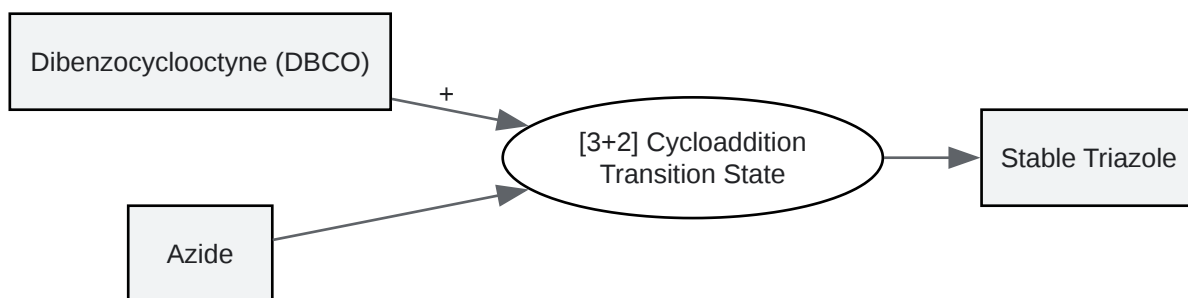 Dibenzocyclooctyne (DBCO)
+
[3+2] Cycloaddition
Transition State
Stable Triazole
Azide